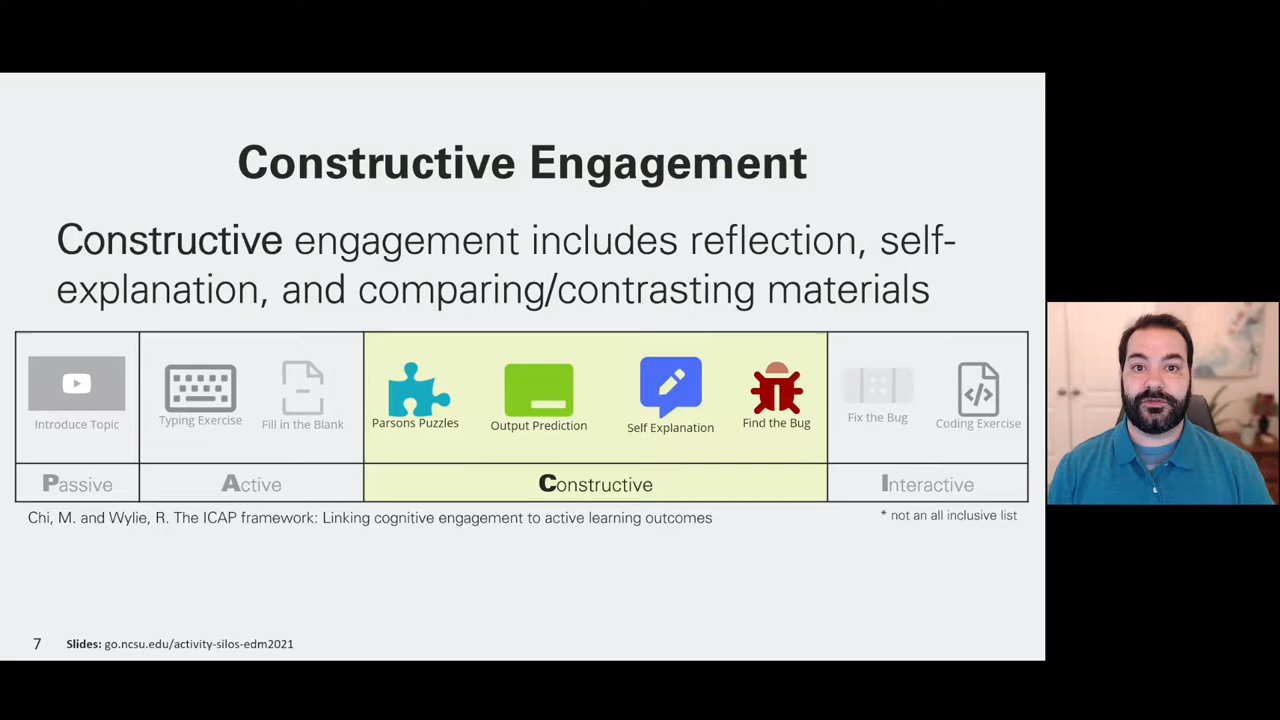 Constructive Engagement
Constructive engagement includes reflection, self-
explanation, and comparing/contrasting materials
Introduce Topic
Typing Exercise
Fill in the Blank
Parsons Puzzles
Output Prediction
Self Explanation
Find the Bug
Fix the Bug
Coding Exercise
Passive
Active
Constructive
Interactive
Chi, M. and Wylie, R. The ICAP framework: Linking cognitive engagement to active learning outcomes
* not an all inclusive list
7
Slides: go.ncsu.edu/activity-silos-edm2021